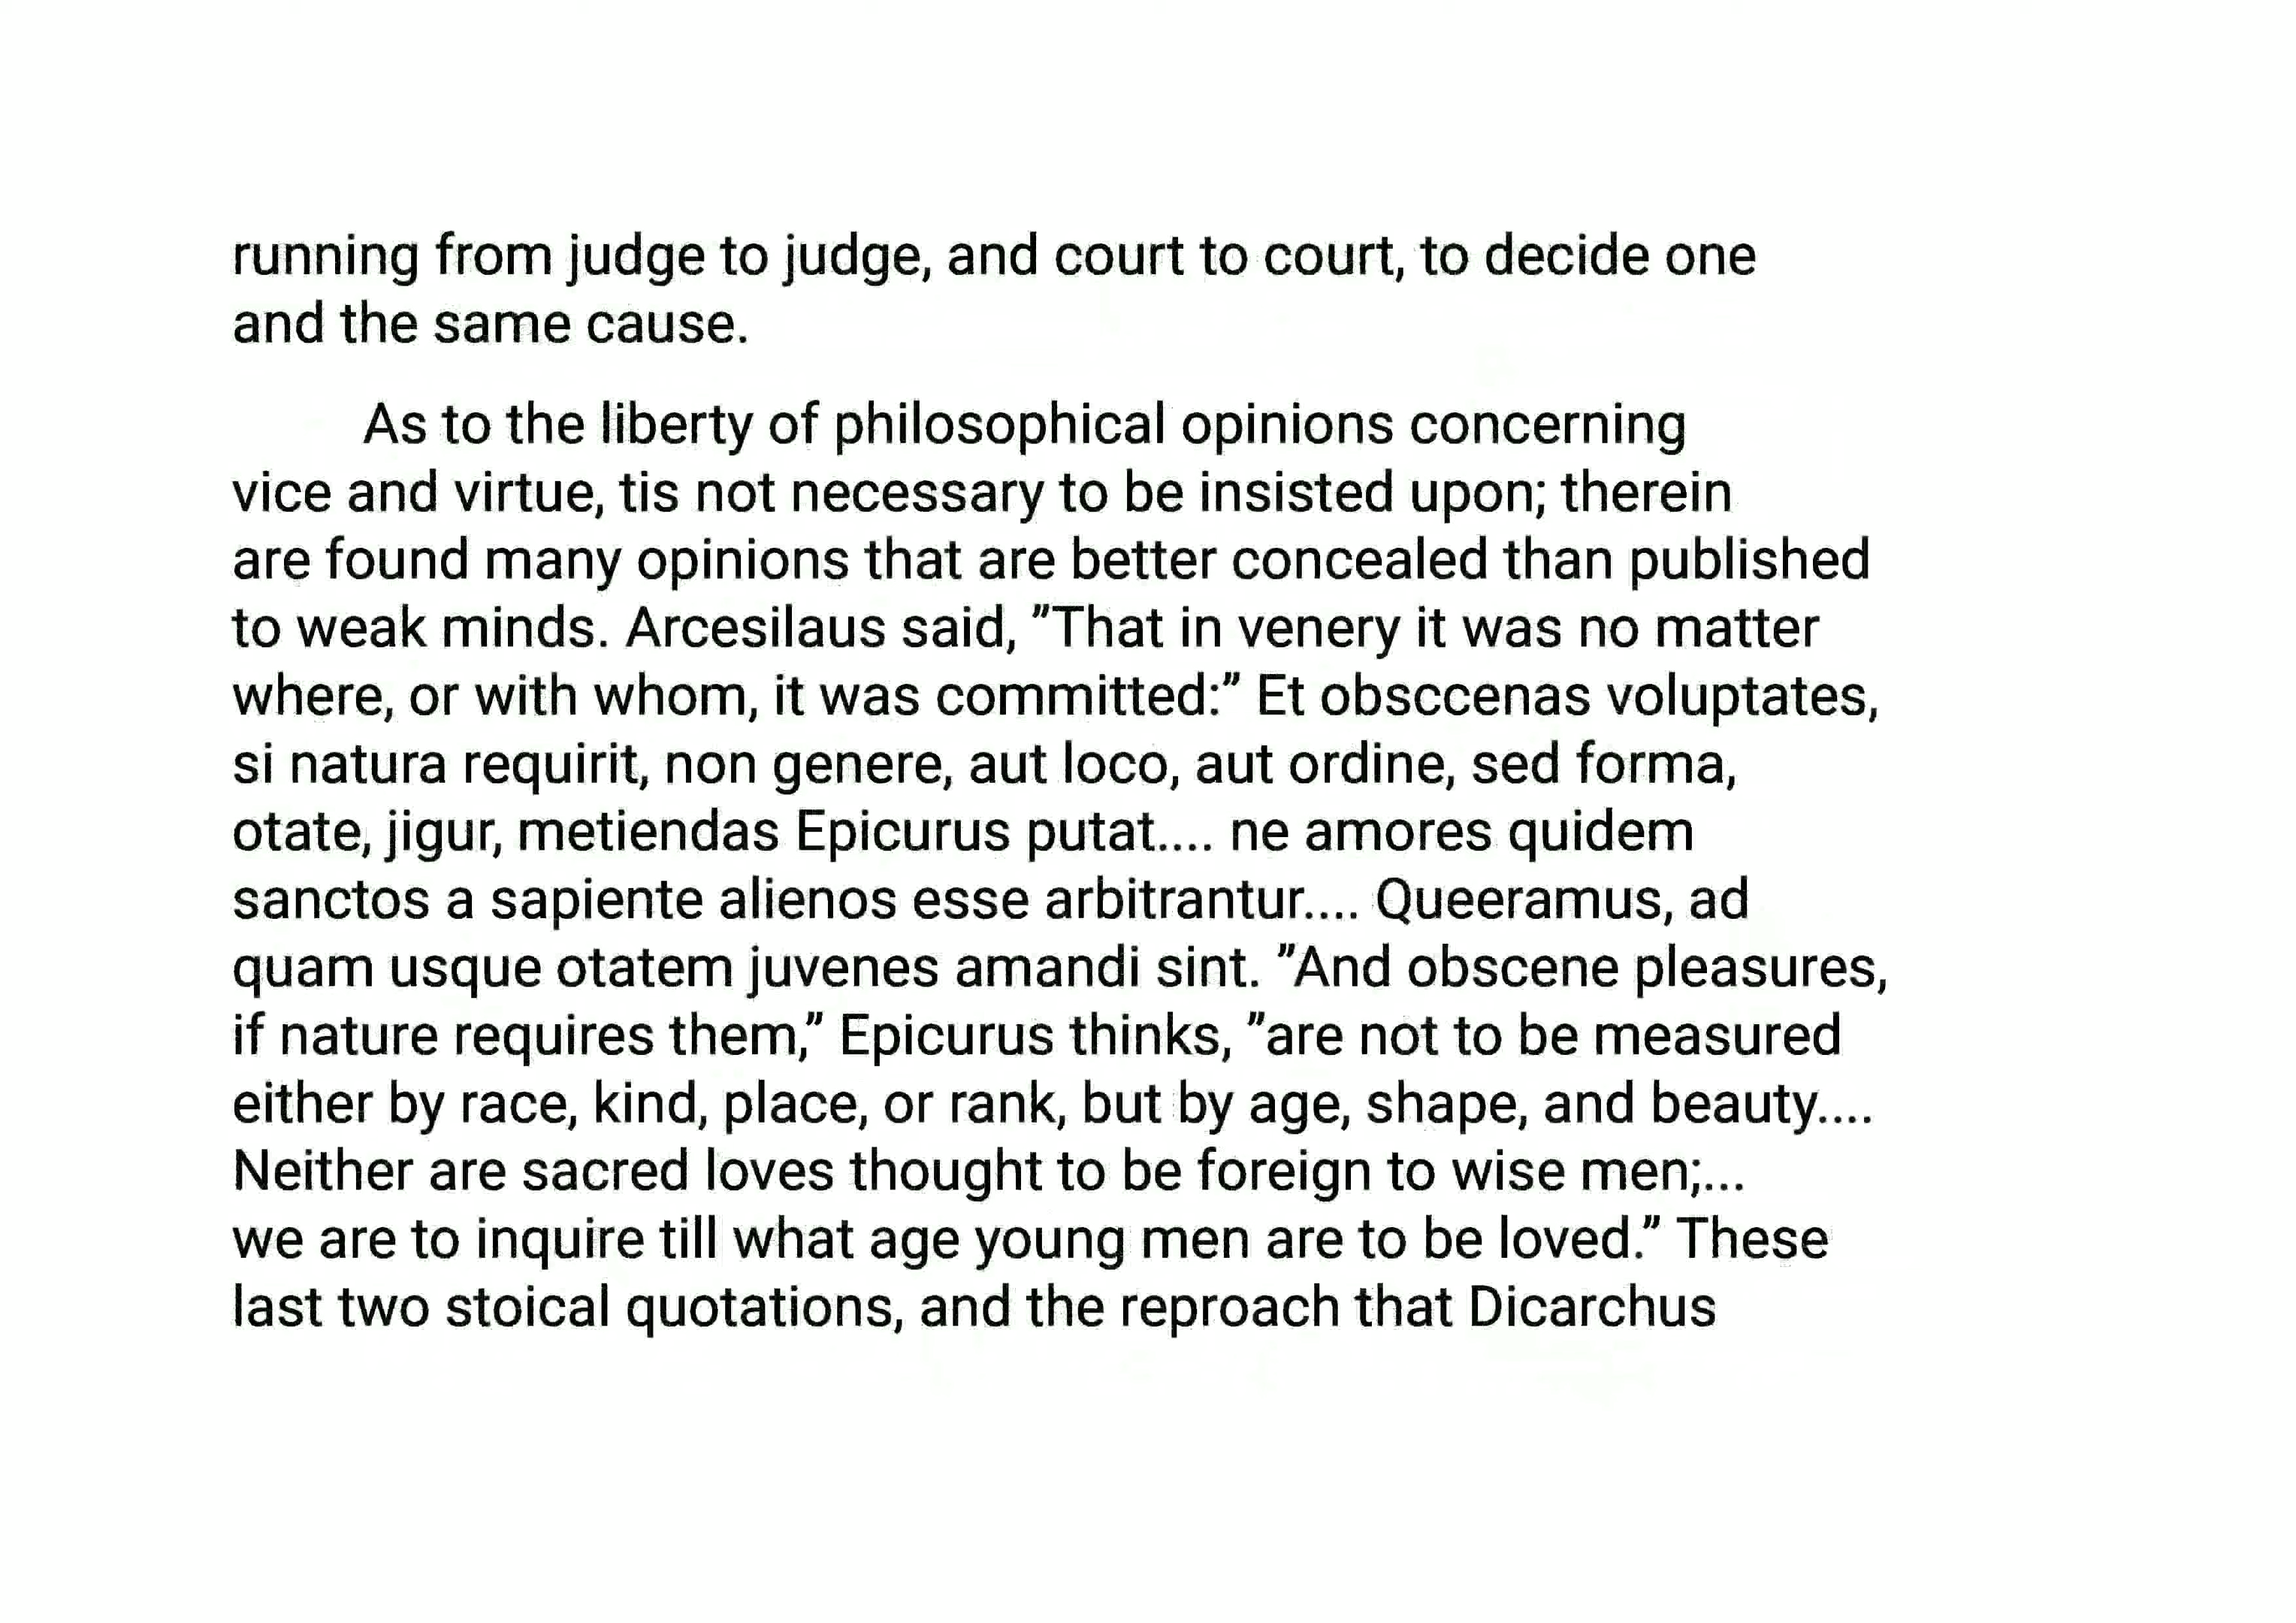 running from judge to judge, and court to court, to decide one
and the same cause.
As to the liberty of philosophical opinions concerning
vice and virtue, tis not necessary to be insisted upon; therein
are found many opinions that are better concealed than published
to weak minds. Arcesilaus said, ”That in venery it was no matter
where, or with whom, it was committed:” Et obsccenas voluptates,
si natura requirit, non genere, aut loco, aut ordine, sed forma,
otate, jigur, metiendas Epicurus putat.... ne amores quidem
sanctos a sapiente alienos esse arbitrantur.... Queeramus, ad
quam usque otatem juvenes amandi sint. ”And obscene pleasures,
if nature requires them,” Epicurus thinks, ”are not to be measured
either by race, kind, place, or rank, but by age, shape, and beauty....
Neither are sacred loves thought to be foreign to wise men;...
we are to inquire till what age young men are to be loved.” These
last two stoical quotations, and the reproach that Dicarchus